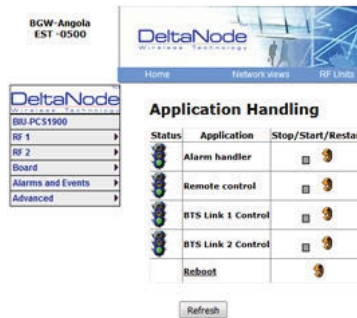 BGW-Angola
EST -0500
DeltaNode
Wireless Technology
Home Network views RF Units
DeltaNode
Wireless Technology
BIU-PCS1900
RF 1
RF 2
Board
Alarms and Events
Advanced
Application Handling
Status Application Stop/Start/Restar
Alarm handler
Remote control
BTS Link 1 Control
BTS Link 2 Control
Reboot
Refresh